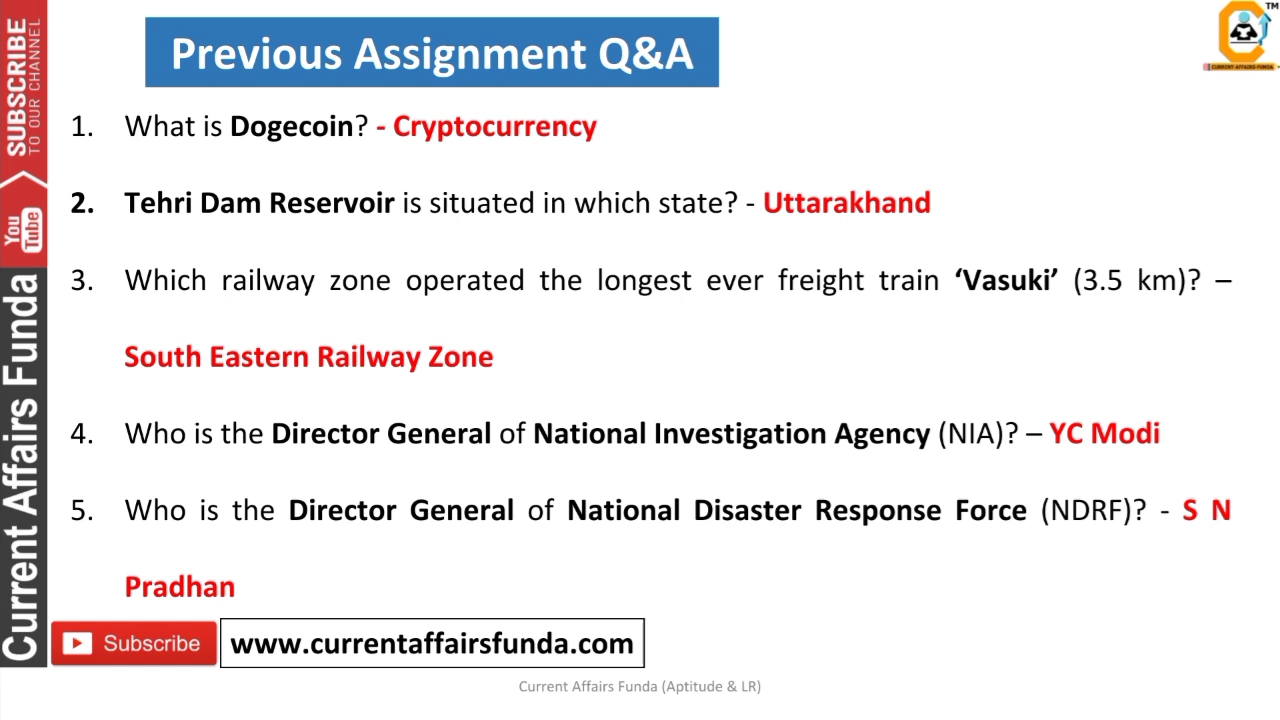 Previous Assignment Q&A
TM
CURRENT AFFAIRS FUNDA
SUBSCRIBE
TO OUR CHANNEL
You
Tube
Current Affairs Funda
1. What is Dogecoin? - Cryptocurrency
2. Tehri Dam Reservoir is situated in which state? - Uttarakhand
3. Which railway zone operated the longest ever freight train ‘Vasuki’ (3.5 km)? –
South Eastern Railway Zone
4. Who is the Director General of National Investigation Agency (NIA)? – YC Modi
5. Who is the Director General of National Disaster Response Force (NDRF)? - S N
Pradhan
Subscribe
www.currentaffairsfunda.com
Current Affairs Funda (Aptitude & LR)